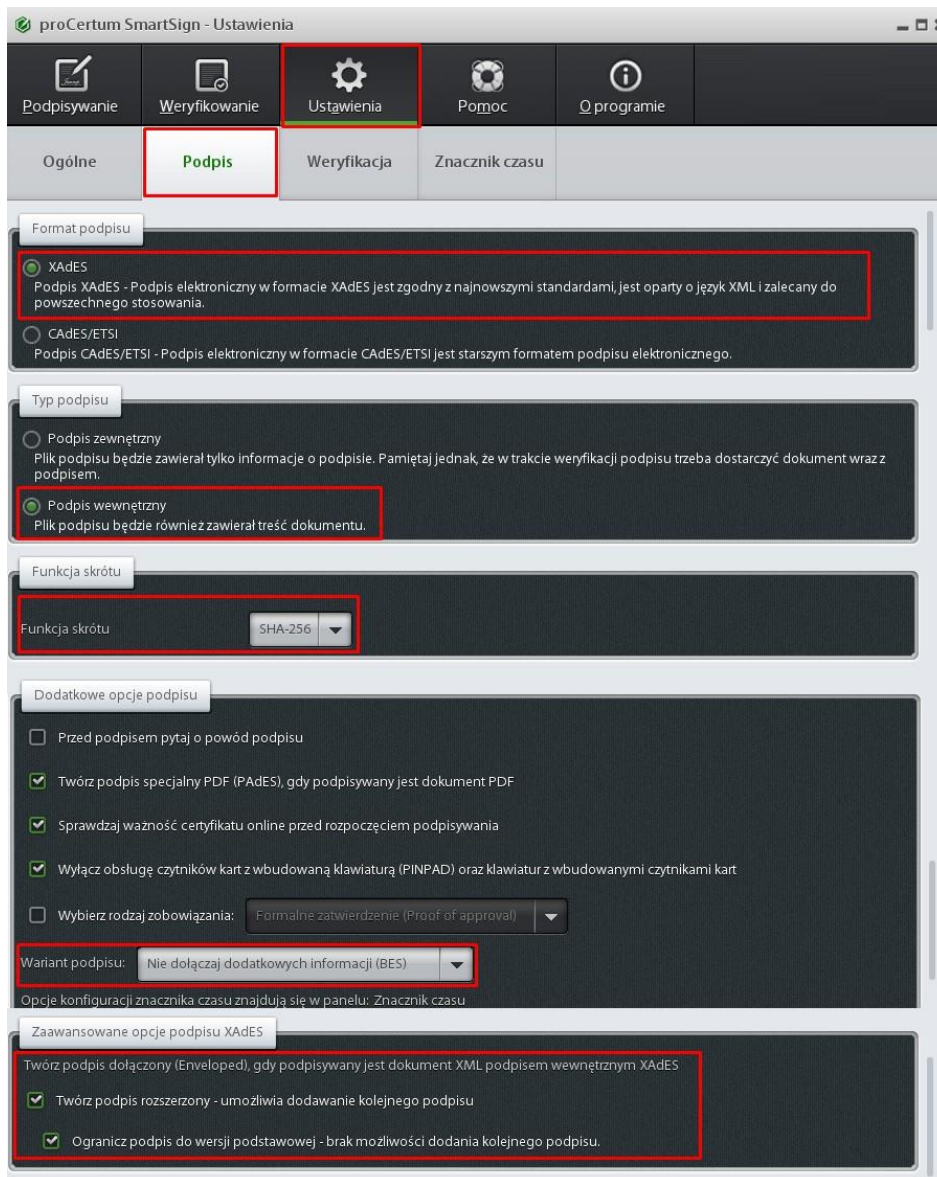 proCertum SmartSign - Ustawienia
Podpisywanie
Weryfikowanie
Ustawienia
Pomoc
O programie
Ogólne
Podpis
Weryfikacja
Znacznik czasu
Format podpisu
XAdES
Podpis XAdES - Podpis elektroniczny w formacie XAdES jest zgodny z najnowszymi standardami, jest oparty o język XML i zalecany do
powszechnego stosowania.
CAdES/ETSI
Podpis CAdES/ETSI - Podpis elektroniczny w formacie CAdES/ETSI jest starszym formatem podpisu elektronicznego.
Typ podpisu
Podpis zewnętrzny
Plik podpisu będzie zawierał tylko informacje o podpisie. Pamiętaj jednak, że w trakcie weryfikacji podpisu trzeba dostarczyć dokument wraz z
podpisem.
Podpis wewnętrzny
Plik podpisu będzie również zawierał treść dokumentu.
Funkcja skrótu
Funkcja skrótu SHA-256
Dodatkowe opcje podpisu
Przed podpisem pytaj o powód podpisu
Twórz podpis specjalny PDF (PAdES), gdy podpisywany jest dokument PDF
Sprawdzaj ważność certyfikatu online przed rozpoczęciem podpisywania
Wyłącz obsługę czytników kart z wbudowaną klawiaturą (PINPAD) oraz klawiatur z wbudowanymi czytnikami kart
Wybierz rodzaj zobowiązania: Formalne zatwierdzenie (Proof of approval)
Wariant podpisu: Nie dołączaj dodatkowych informacji (BES)
Opcje konfiguracji znacznika czasu znajdują się w panelu: Znacznik czasu
Zaawansowane opcje podpisu XAdES
Twórz podpis dołączony (Enveloped), gdy podpisywany jest dokument XML podpisem wewnętrznym XAdES
Twórz podpis rozszerzony - umożliwia dodawanie kolejnego podpisu
Ogranicz podpis do wersji podstawowej - brak możliwości dodania kolejnego podpisu.